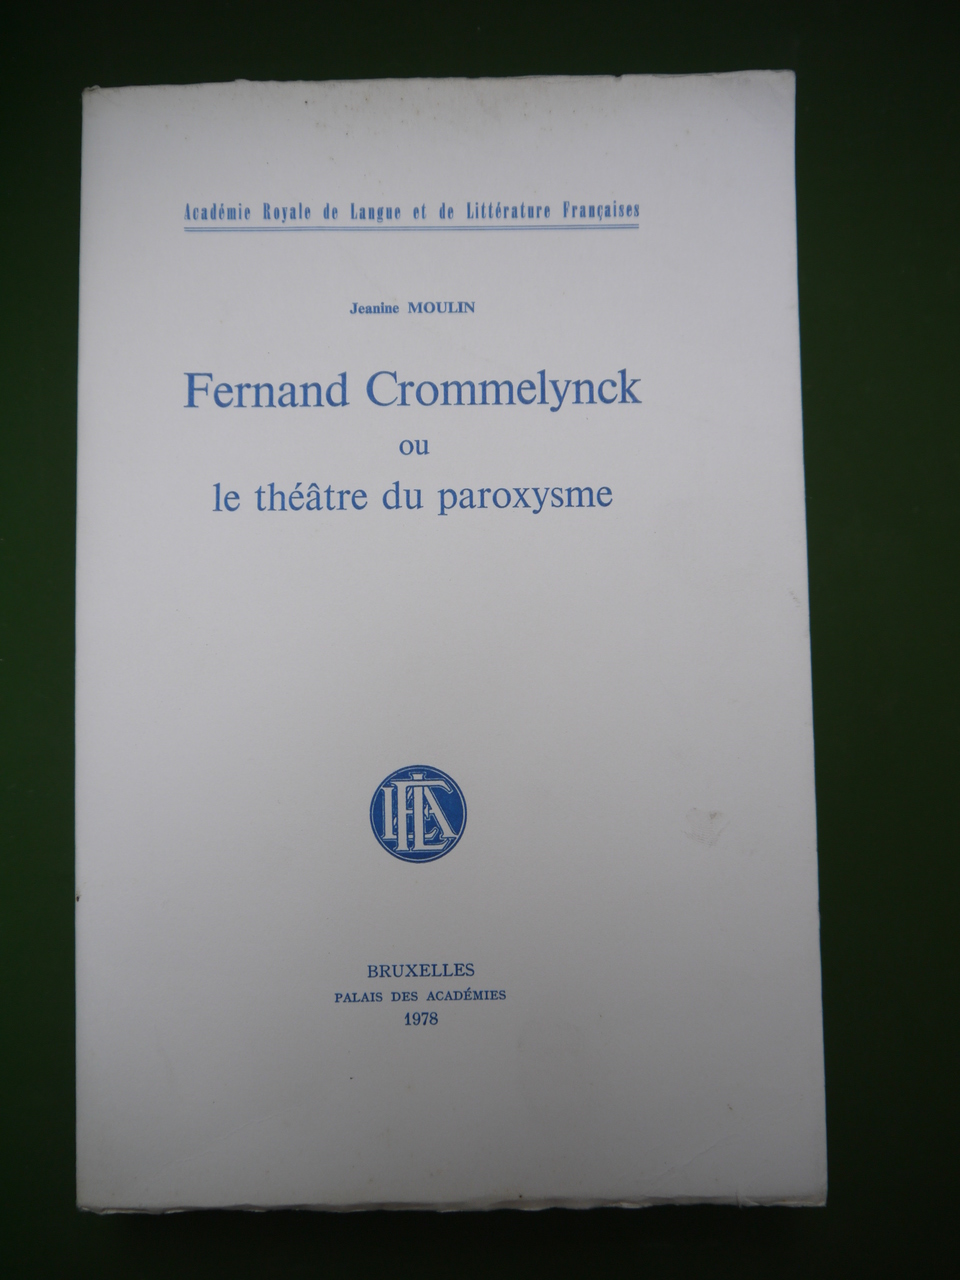 Académie Royale de Langue et de Littérature Françaises
Jeanine MOULIN
Fernand Crommelynck
ou
le théâtre du paroxysme
BRUXELLES
PALAIS DES ACADÉMIES
1978